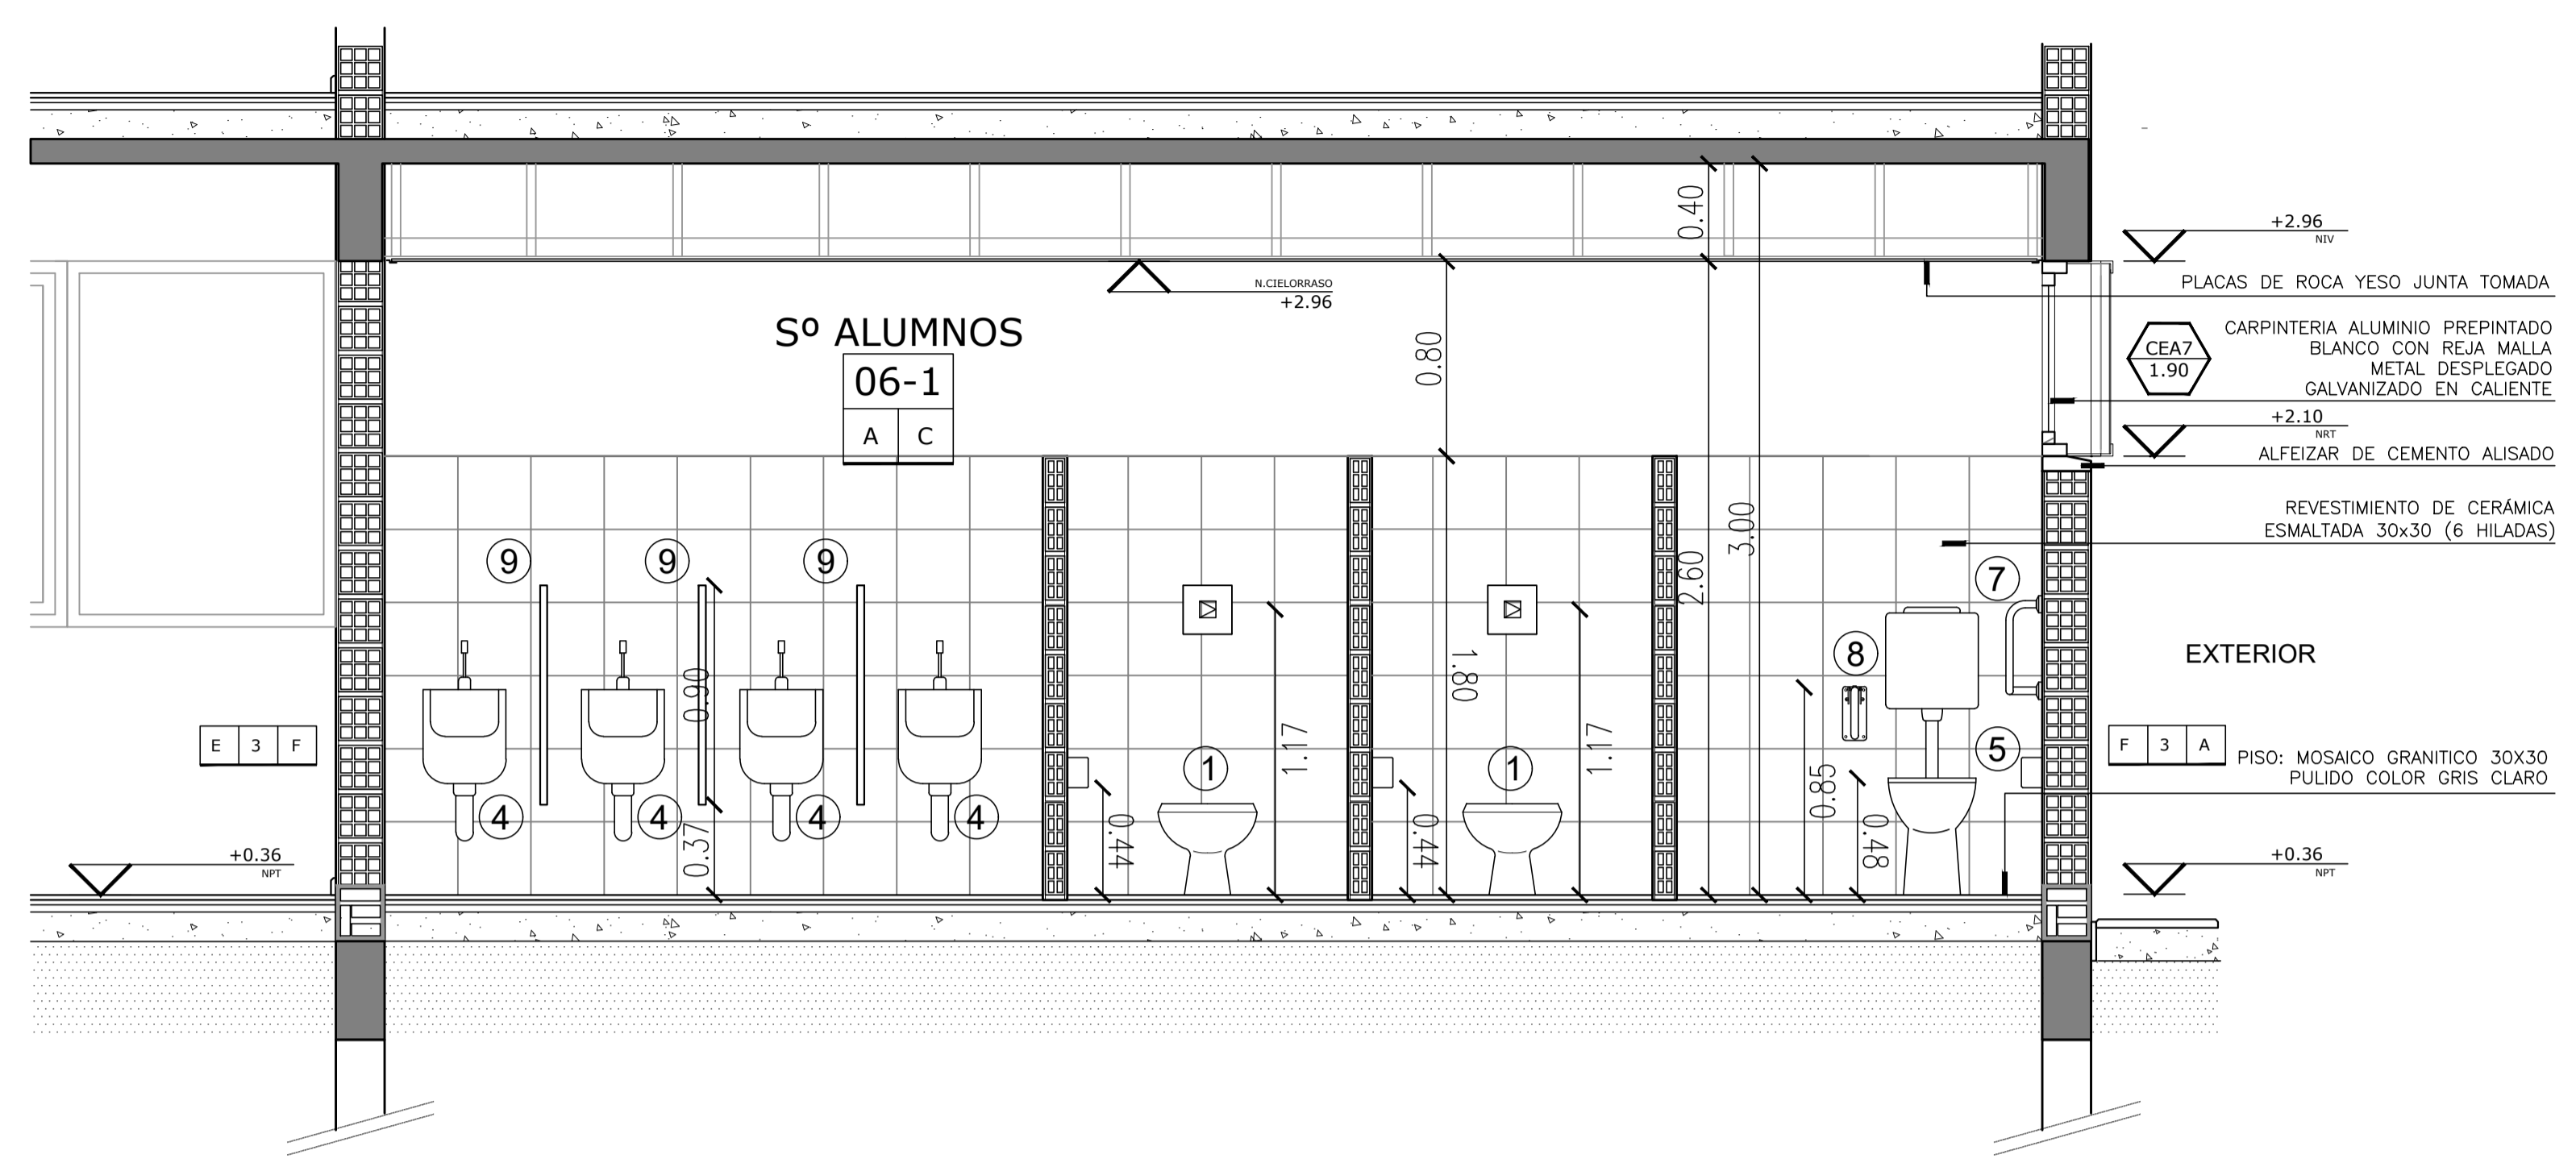 +2.96
NIV
0.40
PLACAS DE ROCA YESO JUNTA TOMADA
N.CIELORRASO
+2.96
Sº ALUMNOS
06-1
A C
0.80
CEA7
1.90
CARPINTERIA ALUMINIO PREPINTADO
BLANCO CON REJA MALLA
METAL DESPLEGADO
GALVANIZADO EN CALIENTE
+2.10
NRT
ALFEIZAR DE CEMENTO ALISADO
REVESTIMIENTO DE CERÁMICA
ESMALTADA 30x30 (6 HILADAS)
3.00
2.60
9 9 9
7
8
EXTERIOR
0.90
1.80
1.17
1.17
E 3 F
1
1
5
F 3 A
PISO: MOSAICO GRANITICO 30X30
PULIDO COLOR GRIS CLARO
4 4 4 4
0.37
0.44
0.44
0.85
0.48
+0.36
NPT
+0.36
NPT